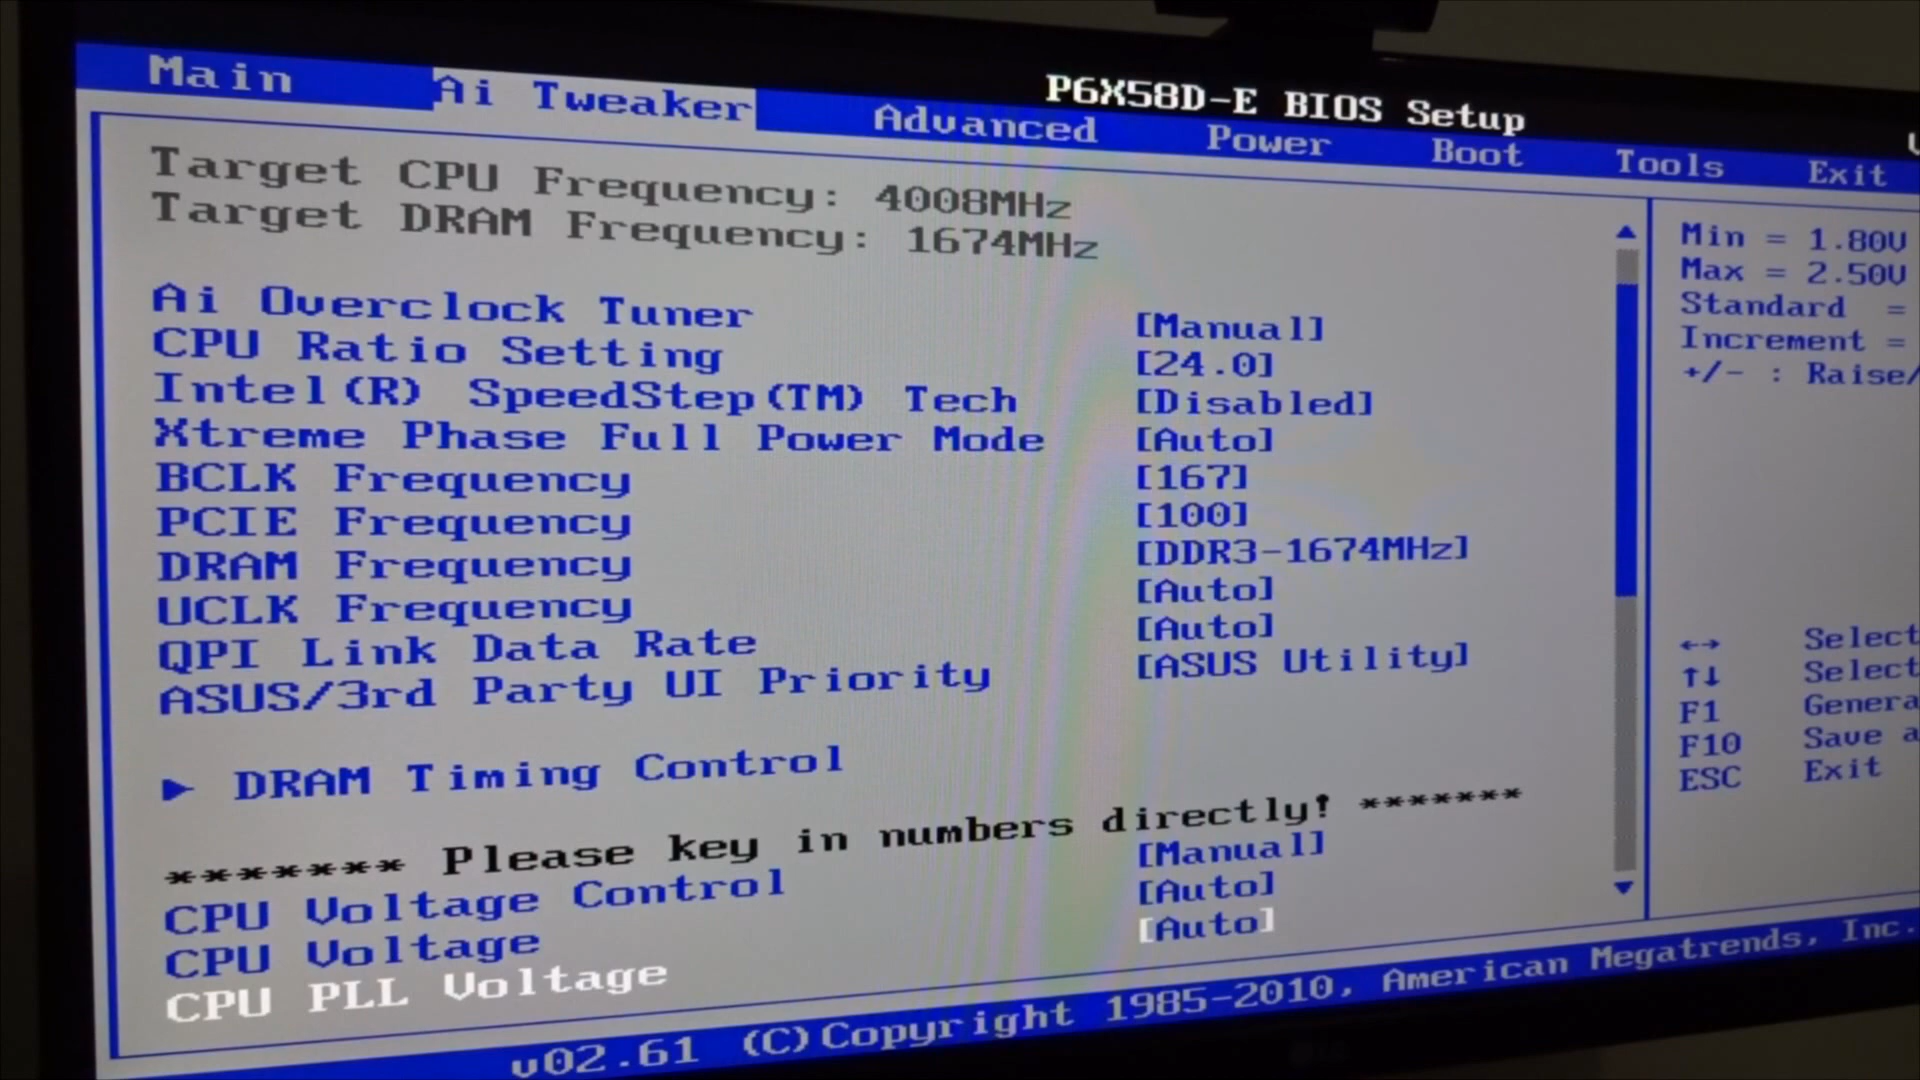 P6X58D-E BIOS Setup
Main Ai Tweaker Advanced Power Boot Tools Exit
Target CPU Frequency: 4008MHz
Target DRAM Frequency: 1674MHz
Ai Overclock Tuner [Manual]
CPU Ratio Setting [24.0]
Intel(R) SpeedStep(TM) Tech [Disabled]
Xtreme Phase Full Power Mode [Auto]
BCLK Frequency [167]
PCIE Frequency [100]
DRAM Frequency [DDR3-1674MHz]
UCLK Frequency [Auto]
QPI Link Data Rate [Auto]
ASUS/3rd Party UI Priority [ASUS Utility]
DRAM Timing Control
******* Please key in numbers directly! *******
CPU Voltage Control [Manual]
CPU Voltage [Auto]
CPU PLL Voltage [Auto]
Min = 1.80V
Max = 2.50V
Standard =
Increment =
+/- : Raise/
←→ Select
↑↓ Select
F1 Genera
F10 Save a
ESC Exit
v02.61 (C)Copyright 1985-2010, American Megatrends, Inc.